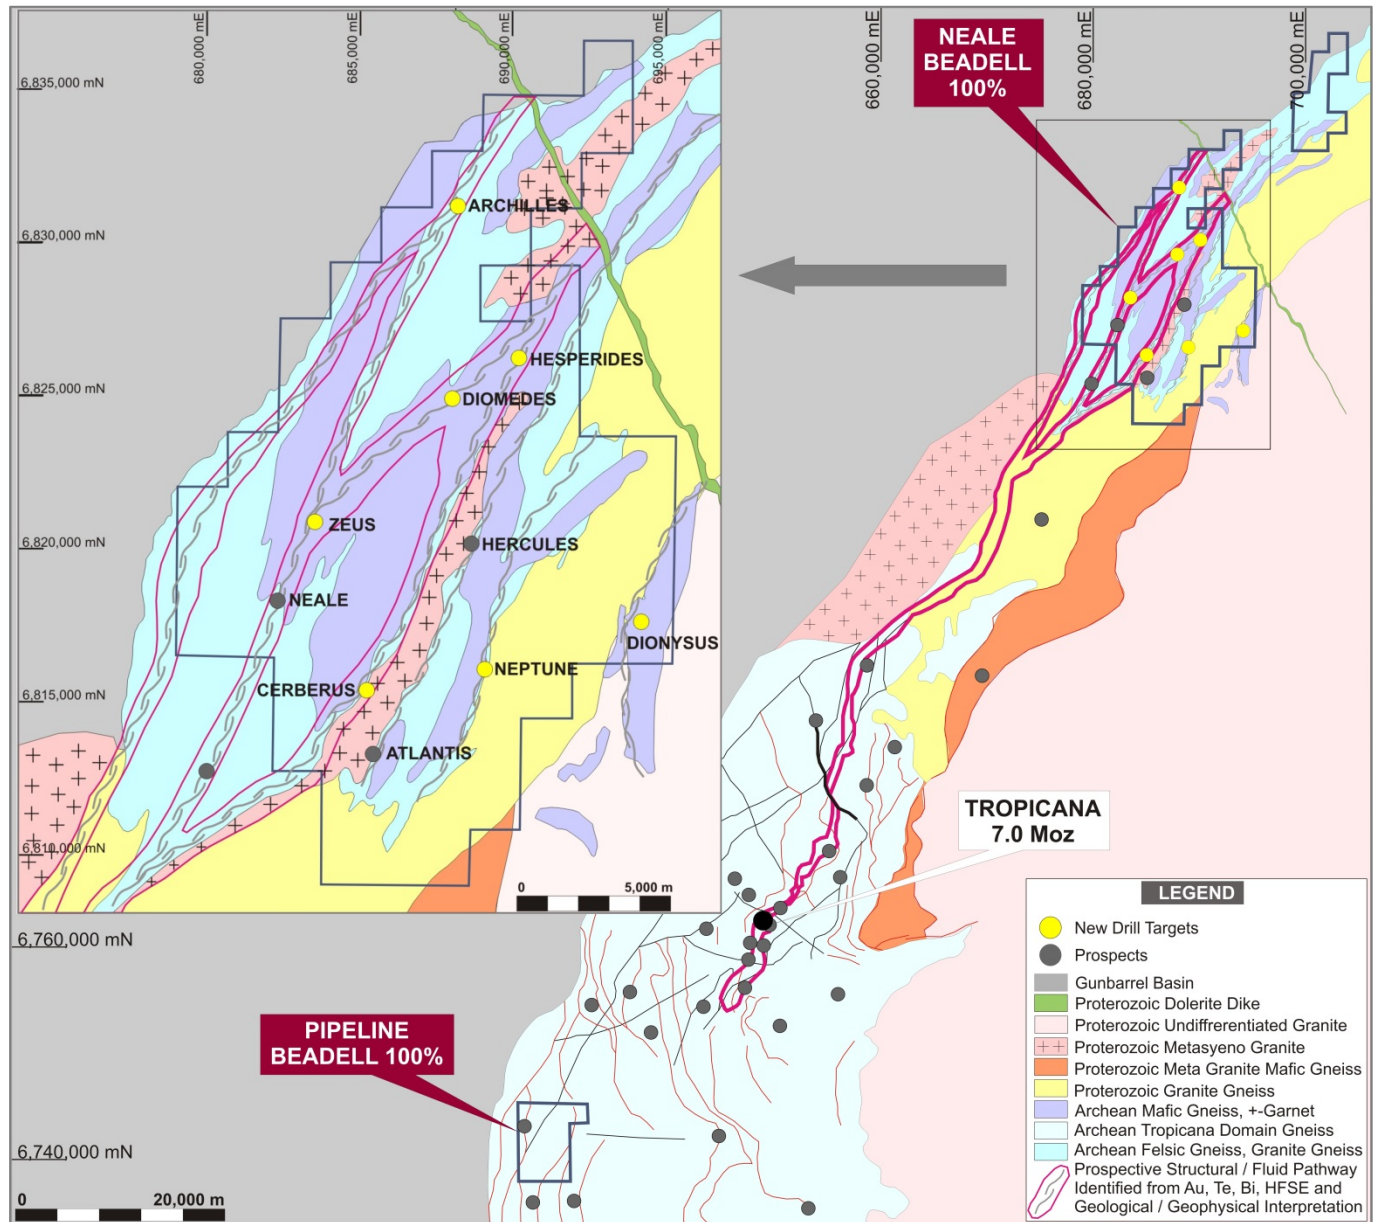 680,000 mE
685,000 mE
690,000 mE
695,000 mE
6,835,000 mN
6,830,000 mN
6,825,000 mN
6,820,000 mN
6,815,000 mN
6,810,000 mN
ARCHILLES
HESPERIDES
DIOMEDES
ZEUS
HERCULES
NEALE
DIONYSUS
NEPTUNE
CERBERUS
ATLANTIS
0 5,000 m
NEALE
BEADELL
100%
660,000 mE
680,000 mE
700,000 mE
TROPICANA
7.0 Moz
6,760,000 mN
PIPELINE
BEADELL 100%
6,740,000 mN
0 20,000 m
LEGEND
New Drill Targets
Prospects
Gunbarrel Basin
Proterozoic Dolerite Dike
Proterozoic Undiffrentiated Granite
Proterozoic Metasyeno Granite
Proterozoic Meta Granite Mafic Gneiss
Proterozoic Granite Gneiss
Archean Mafic Gneiss, +-Garnet
Archean Tropicana Domain Gneiss
Archean Felsic Gneiss, Granite Gneiss
Prospective Structural / Fluid Pathway
Identified from Au, Te, Bi, HFSE and
Geological / Geophysical Interpretation